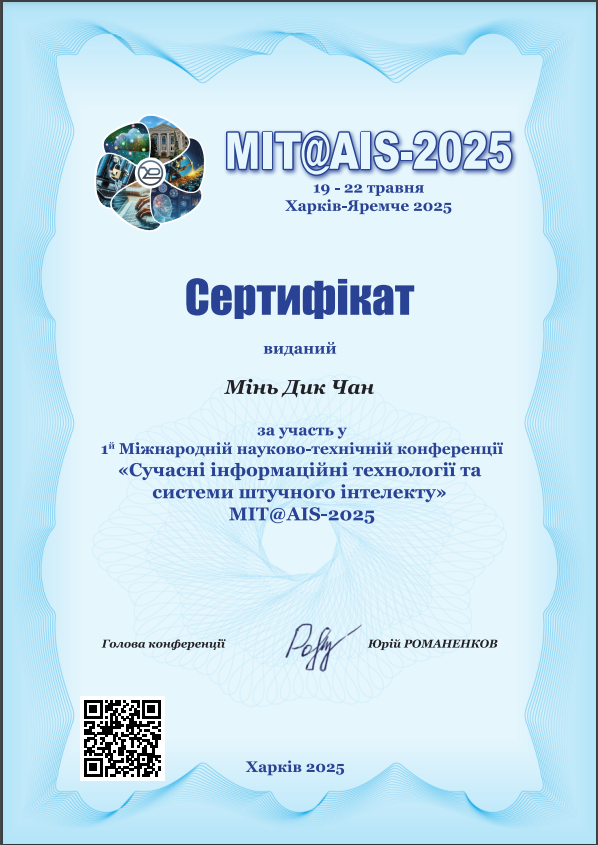 MIT@AIS-2025
19 - 22 травня
Харків-Яремче 2025
Сертифікат
виданий
Мінь Дик Чан
за участь у
1й Міжнародній науково-технічній конференції
«Сучасні інформаційні технології та
системи штучного інтелекту»
MIT@AIS-2025
Голова конференції Юрій РОМАНЕНКОВ
Харків 2025